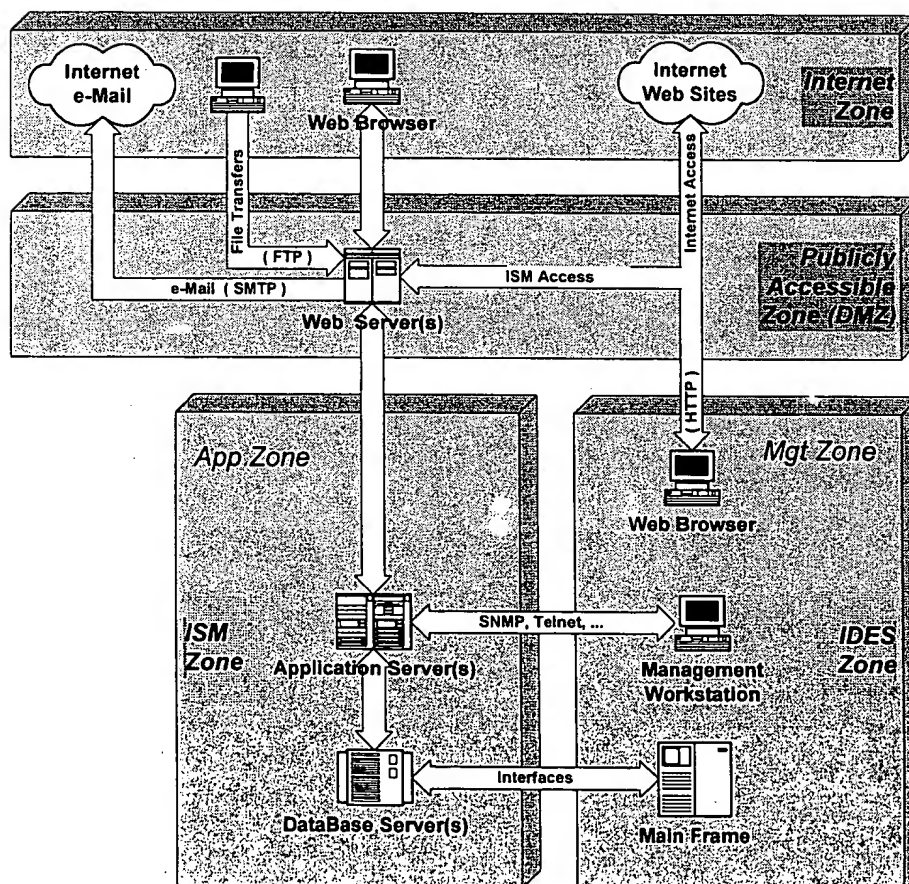 Internet
e-Mail
Web Browser
Internet
Web Sites
Internet
Zone
File Transfers
( FTP )
e-Mail ( SMTP )
Internet Access
ISM Access
Web Server(s)
Publicly
Accessible
Zone (DMZ)
( HTTP )
App Zone
Mgt Zone
Web Browser
ISM
Zone
Application Server(s)
SNMP, Telnet, ...
Management
Workstation
IDES
Zone
DataBase Server(s)
Interfaces
Main Frame